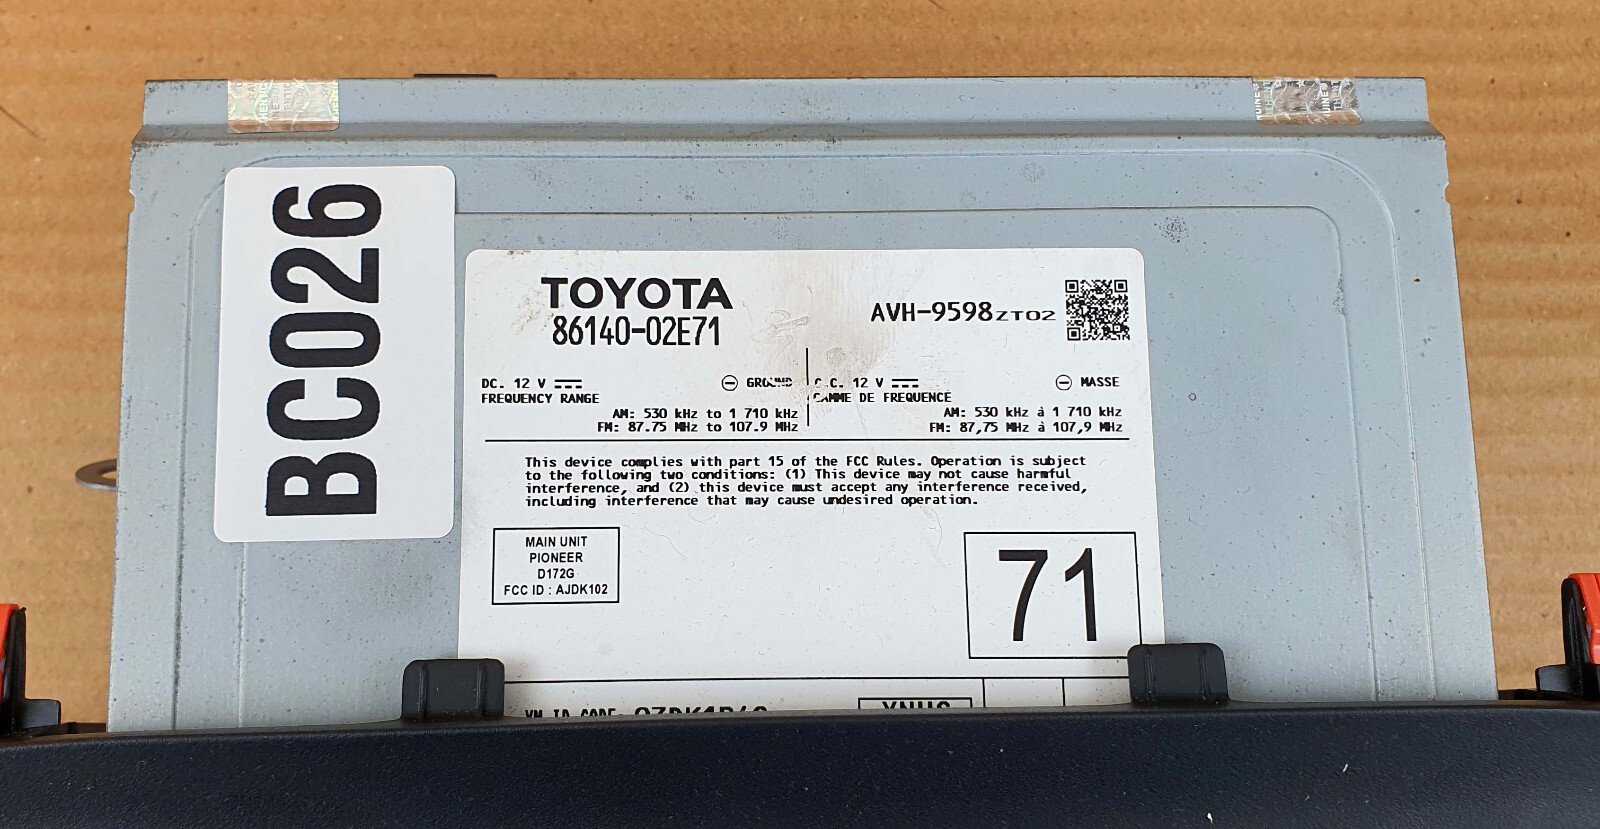 BC026
TOYOTA
86140-02E71
AVH-9598ZT02
DC. 12 V
GROUND
C.C. 12 V
MASSE
FREQUENCY RANGE
GAMME DE FREQUENCE
AM: 530 kHz to 1 710 kHz
AM: 530 kHz à 1 710 kHz
FM: 87.75 MHz to 107.9 MHz
FM: 87,75 MHz à 107,9 MHz
This device complies with part 15 of the FCC Rules. Operation is subject
to the following two conditions: (1) This device may not cause harmful
interference, and (2) this device must accept any interference received,
including interference that may cause undesired operation.
MAIN UNIT
PIONEER
D172G
FCC ID : AJDK102
71